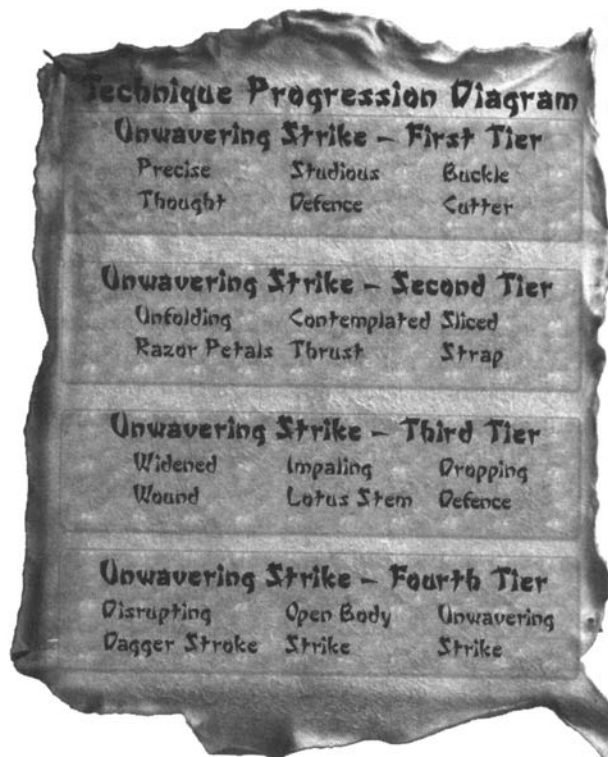 Technique Progression Diagram
Unwavering Strike – First Tier
Precise Studious Buckle
Thought Defence Cutter
Unwavering Strike – Second Tier
Unfolding Contemplated Sliced
Razor Petals Thrust Strap
Unwavering Strike – Third Tier
Widened Impaling Dropping
Wound Lotus Stem Defence
Unwavering Strike – Fourth Tier
Disrupting Open Body Unwavering
Dagger Stroke Strike Strike